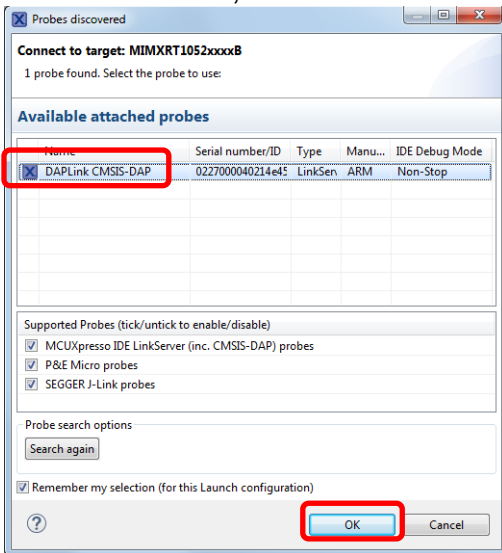 Probes discovered
Connect to target: MIMXRT1052xxxxB
1 probe found. Select the probe to use:
Available attached probes
Name Serial number/ID Type Manu... IDE Debug Mode
DAPLink CMSIS-DAP 0227000040214e45 LinkSen ARM Non-Stop
Supported Probes (tick/untick to enable/disable)
MCUXpresso IDE LinkServer (inc. CMSIS-DAP) probes
P&E Micro probes
SEGGER J-Link probes
Probe search options
Search again
Remember my selection (for this Launch configuration)
? OK Cancel